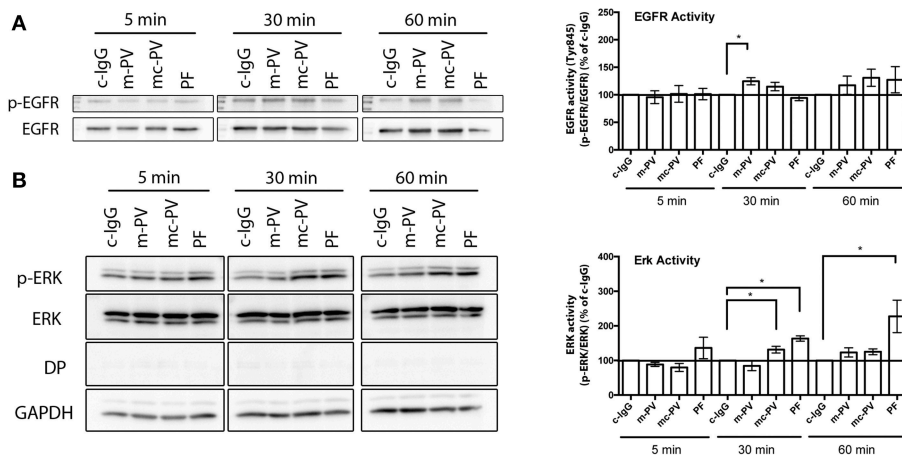 A
5 min
30 min
60 min
c-IgG
m-PV
mc-PV
PF
c-IgG
m-PV
mc-PV
PF
c-IgG
m-PV
mc-PV
PF
p-EGFR
EGFR
EGFR Activity
EGFR activity (Tyr845)
(p-EGFR/EGFR) (% of c-IgG)
250
200
150
100
50
0
*
c-IgG
m-PV
mc-PV
PF
c-IgG
m-PV
mc-PV
PF
c-IgG
m-PV
mc-PV
PF
5 min
30 min
60 min
B
5 min
30 min
60 min
c-IgG
m-PV
mc-PV
PF
c-IgG
m-PV
mc-PV
PF
c-IgG
m-PV
mc-PV
PF
p-ERK
ERK
DP
GAPDH
Erk Activity
ERK activity
(p-ERK/ERK) (% of c-IgG)
400
300
200
100
0
*
*
*
c-IgG
m-PV
mc-PV
PF
c-IgG
m-PV
mc-PV
PF
c-IgG
m-PV
mc-PV
PF
5 min
30 min
60 min